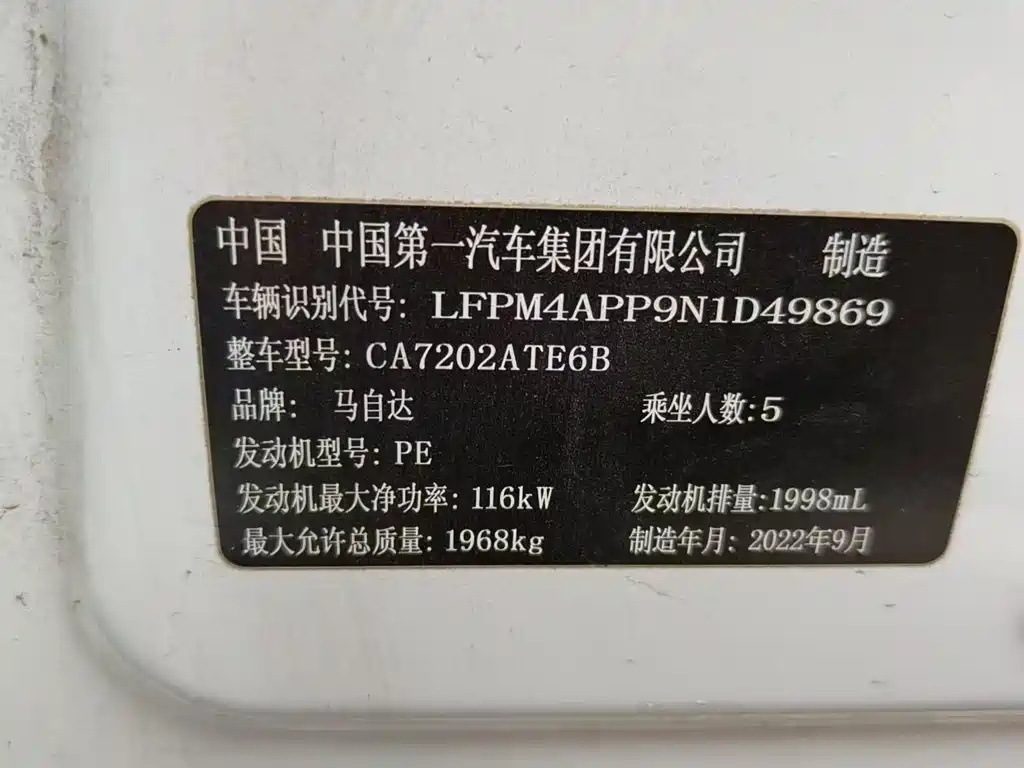 中国 中国第一汽车集团有限公司 制造
车辆识别代号: LFPM4APP9N1D49869
整车型号: CA7202ATE6B
品牌: 马自达 乘坐人数:5
发动机型号: PE
发动机最大净功率: 116kW 发动机排量:1998mL
最大允许总质量: 1968kg 制造年月: 2022年9月